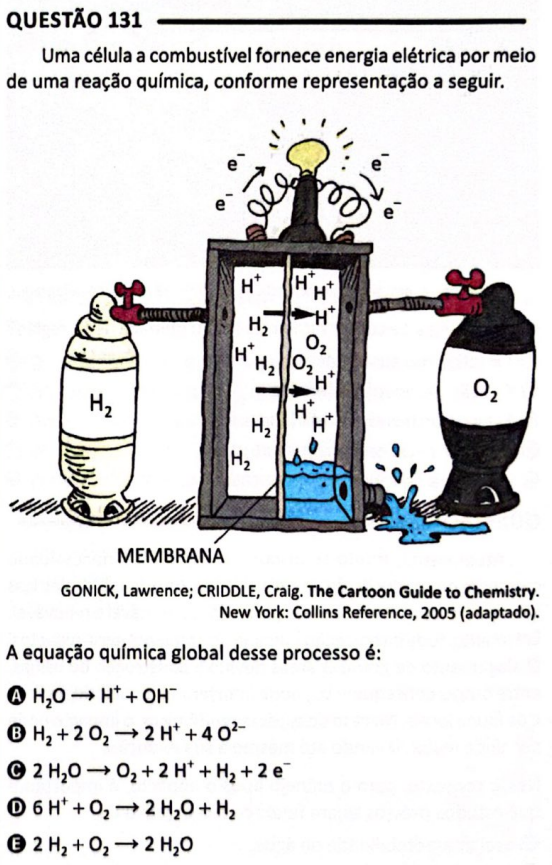 QUESTÃO 131
Uma célula a combustível fornece energia elétrica por meio
de uma reação química, conforme representação a seguir.
e⁻ e⁻
e⁻ e⁻
H⁺ H⁺ H⁺
H₂ H⁺
H⁺ H₂ O₂
O₂ H⁺
H₂ H⁺ H⁺
H₂
H₂
O₂
MEMBRANA
GONICK, Lawrence; CRIDDLE, Craig. The Cartoon Guide to Chemistry.
New York: Collins Reference, 2005 (adaptado).
A equação química global desse processo é:
A H₂O → H⁺ + OH⁻
B H₂ + 2 O₂ → 2 H⁺ + 4 O²⁻
C 2 H₂O → O₂ + 2 H⁺ + H₂ + 2 e⁻
D 6 H⁺ + O₂ → 2 H₂O + H₂
E 2 H₂ + O₂ → 2 H₂O